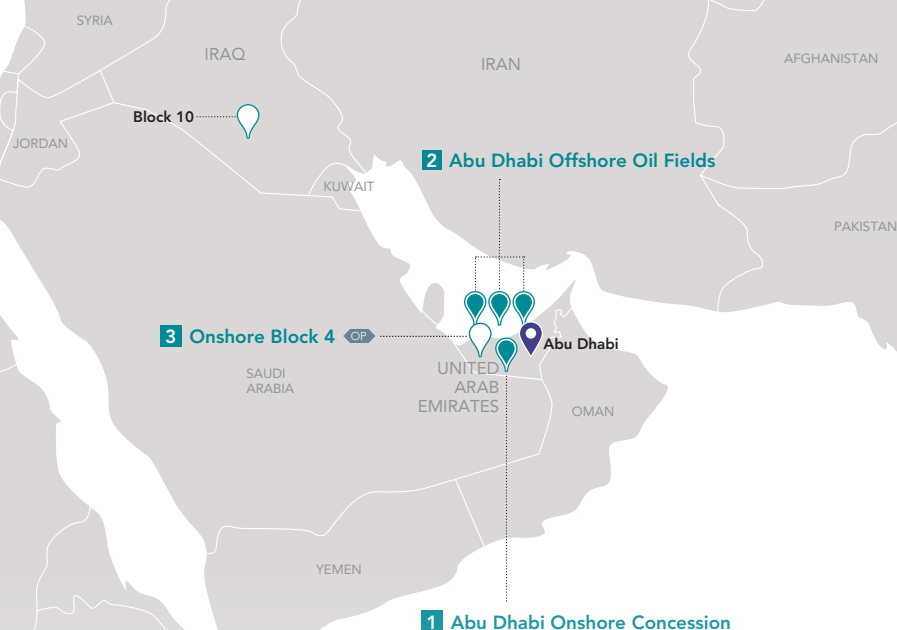 SYRIA
IRAQ
IRAN
AFGHANISTAN
Block 10
JORDAN
2 Abu Dhabi Offshore Oil Fields
KUWAIT
PAKISTAN
3 Onshore Block 4 OP
Abu Dhabi
SAUDI
ARABIA
UNITED
ARAB
EMIRATES
OMAN
YEMEN
1 Abu Dhabi Onshore Concession